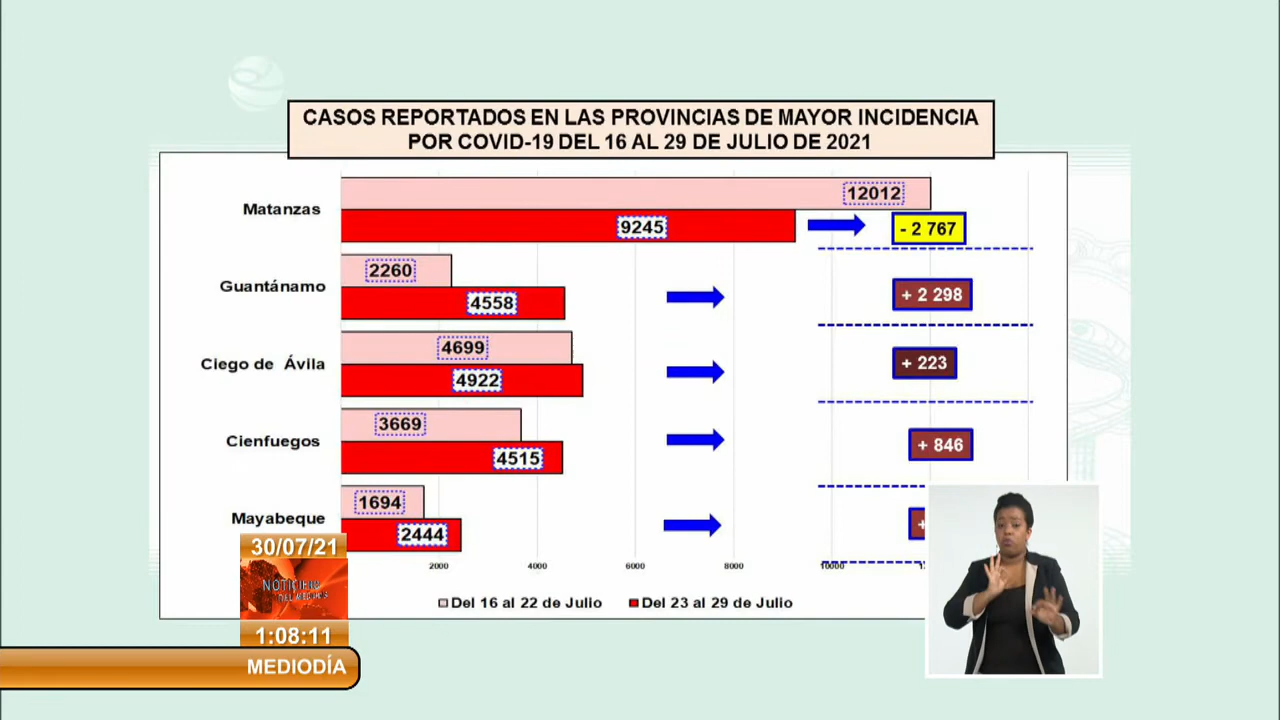 CASOS REPORTADOS EN LAS PROVINCIAS DE MAYOR INCIDENCIA
POR COVID-19 DEL 16 AL 29 DE JULIO DE 2021
Matanzas
12012
9245
- 2 767
Guantánamo
2260
4558
+ 2 298
Ciego de Ávila
4699
4922
+ 223
Cienfuegos
3669
4515
+ 846
Mayabeque
1694
2444
+
2000 4000 6000 8000 10000
Del 16 al 22 de Julio Del 23 al 29 de Julio
30/07/21
NOTICIERO
DEL MEDIODÍA
1:08:11
MEDIODÍA